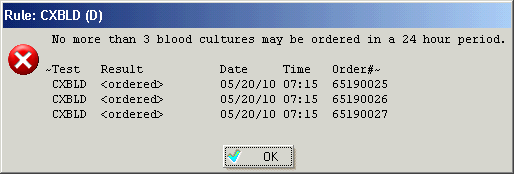 Rule: CXBLD (D)
No more than 3 blood cultures may be ordered in a 24 hour period.
~Test Result Date Time Order#~
CXBLD <ordered> 05/20/10 07:15 65190025
CXBLD <ordered> 05/20/10 07:15 65190026
CXBLD <ordered> 05/20/10 07:15 65190027
OK